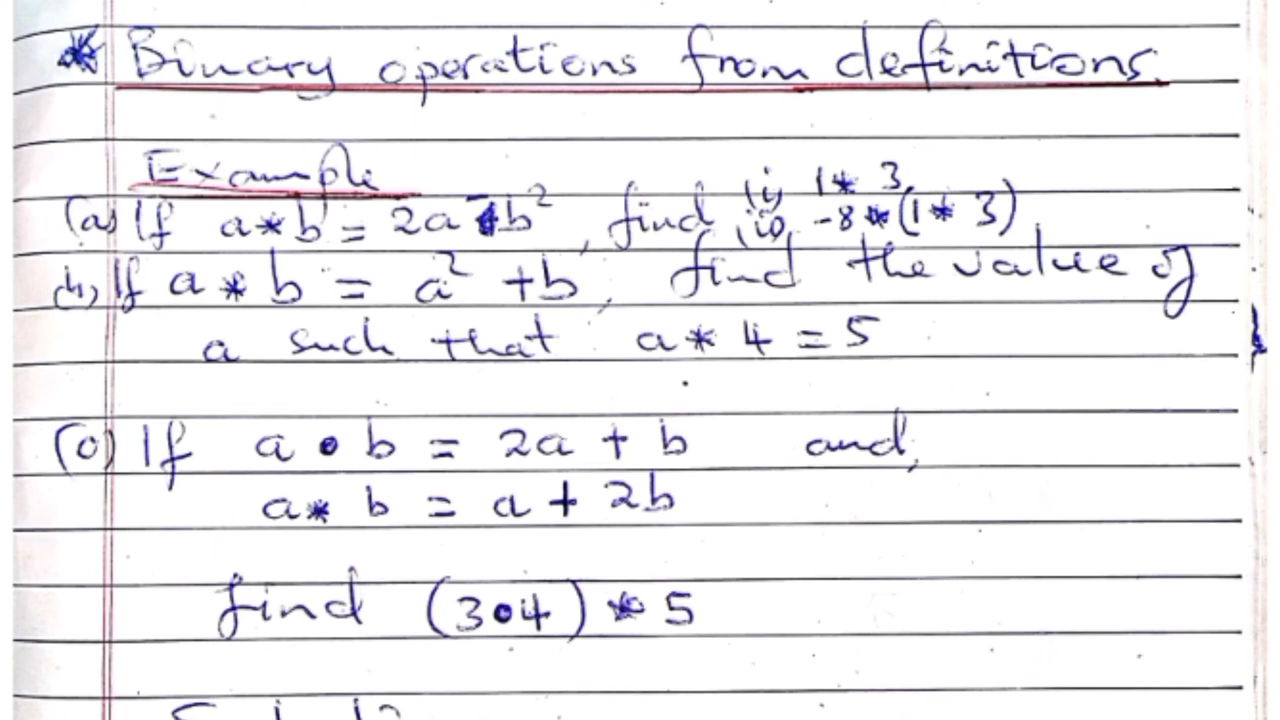 * Binary operations from definitions.
Example
(a) If a * b = 2a - b², find (i) 1 * 3
(ii) -8 * (1 * 3)
(b) If a * b = a² + b, find the value of
a such that a * 4 = 5
(c) If a • b = 2a + b and,
a * b = a + 2b
find (3•4) * 5